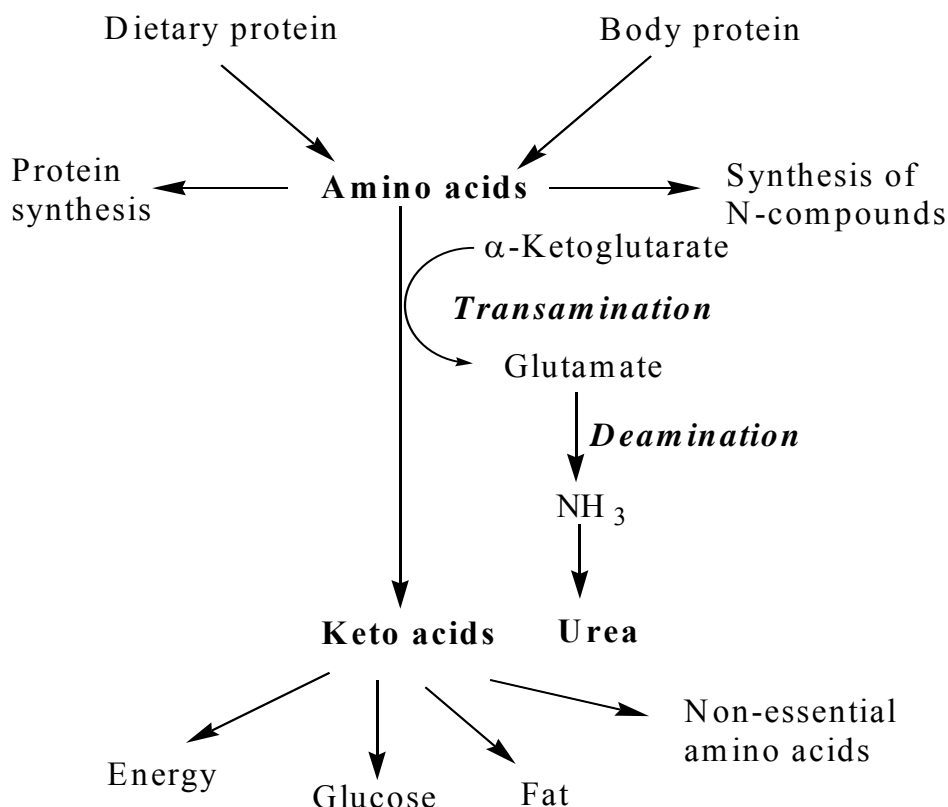 Dietary protein
Body protein
Protein
synthesis
Amino acids
Synthesis of
N-compounds
α-Ketoglutarate
Transamination
Glutamate
Deamination
NH3
Keto acids
Urea
Energy
Glucose
Fat
Non-essential
amino acids